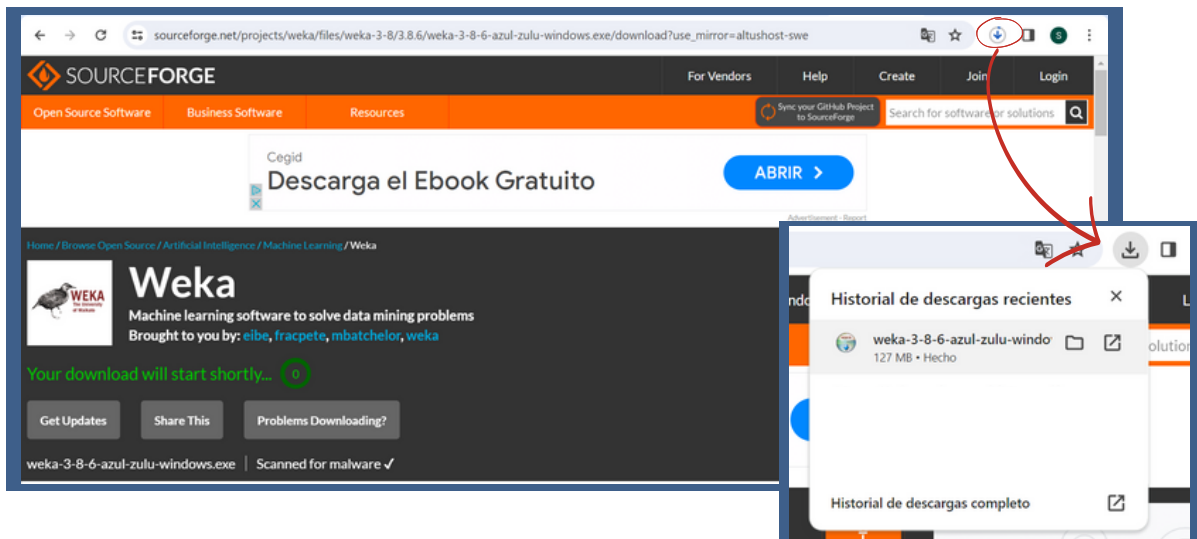 sourceforge.net/projects/weka/files/weka-3-8/3.8.6/weka-3-8-6-azul-zulu-windows.exe/download?use_mirror=altushost-swe
S
SOURCEFORGE
For Vendors Help Create Join Login
Open Source Software Business Software Resources
Sync your GitHub Project
to SourceForge
Search for software or solutions
Cegid
Descarga el Ebook Gratuito
ABRIR
Advertisement - Report
Home / Browse Open Source / Artificial Intelligence / Machine Learning / Weka
WEKA
The University
of Waikato
Weka
Machine learning software to solve data mining problems
Brought to you by: eibe, fracpete, mbatchelor, weka
Your download will start shortly... 0
Get Updates Share This Problems Downloading?
weka-3-8-6-azul-zulu-windows.exe Scanned for malware ✓
Historial de descargas recientes
L
weka-3-8-6-azul-zulu-windo
127 MB • Hecho
olution
Historial de descargas completo